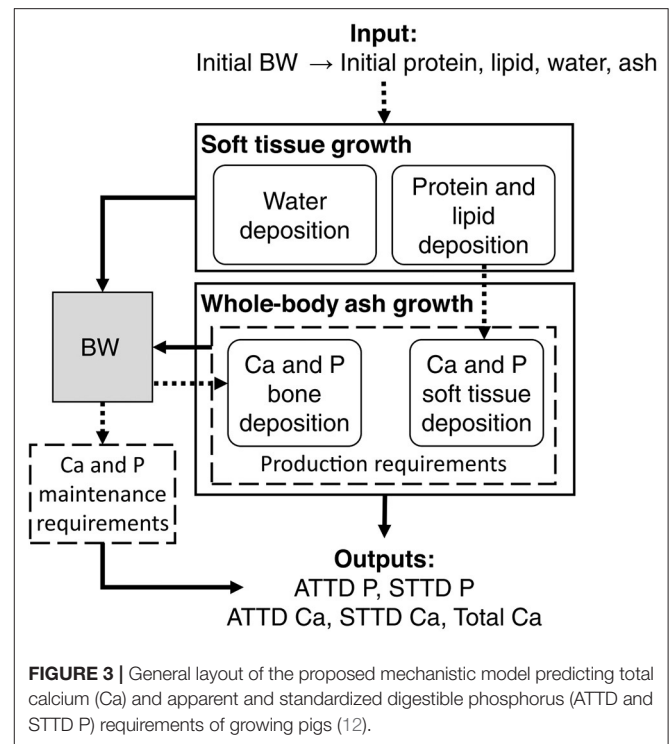 Input:
Initial BW → Initial protein, lipid, water, ash
Soft tissue growth
Water
deposition
Protein and
lipid
deposition
Whole-body ash growth
BW
Ca and P
bone
deposition
Ca and P
soft tissue
deposition
Production requirements
Ca and P
maintenance
requirements
Outputs:
ATTD P, STTD P
ATTD Ca, STTD Ca, Total Ca
FIGURE 3 | General layout of the proposed mechanistic model predicting total
calcium (Ca) and apparent and standardized digestible phosphorus (ATTD and
STTD P) requirements of growing pigs (12).